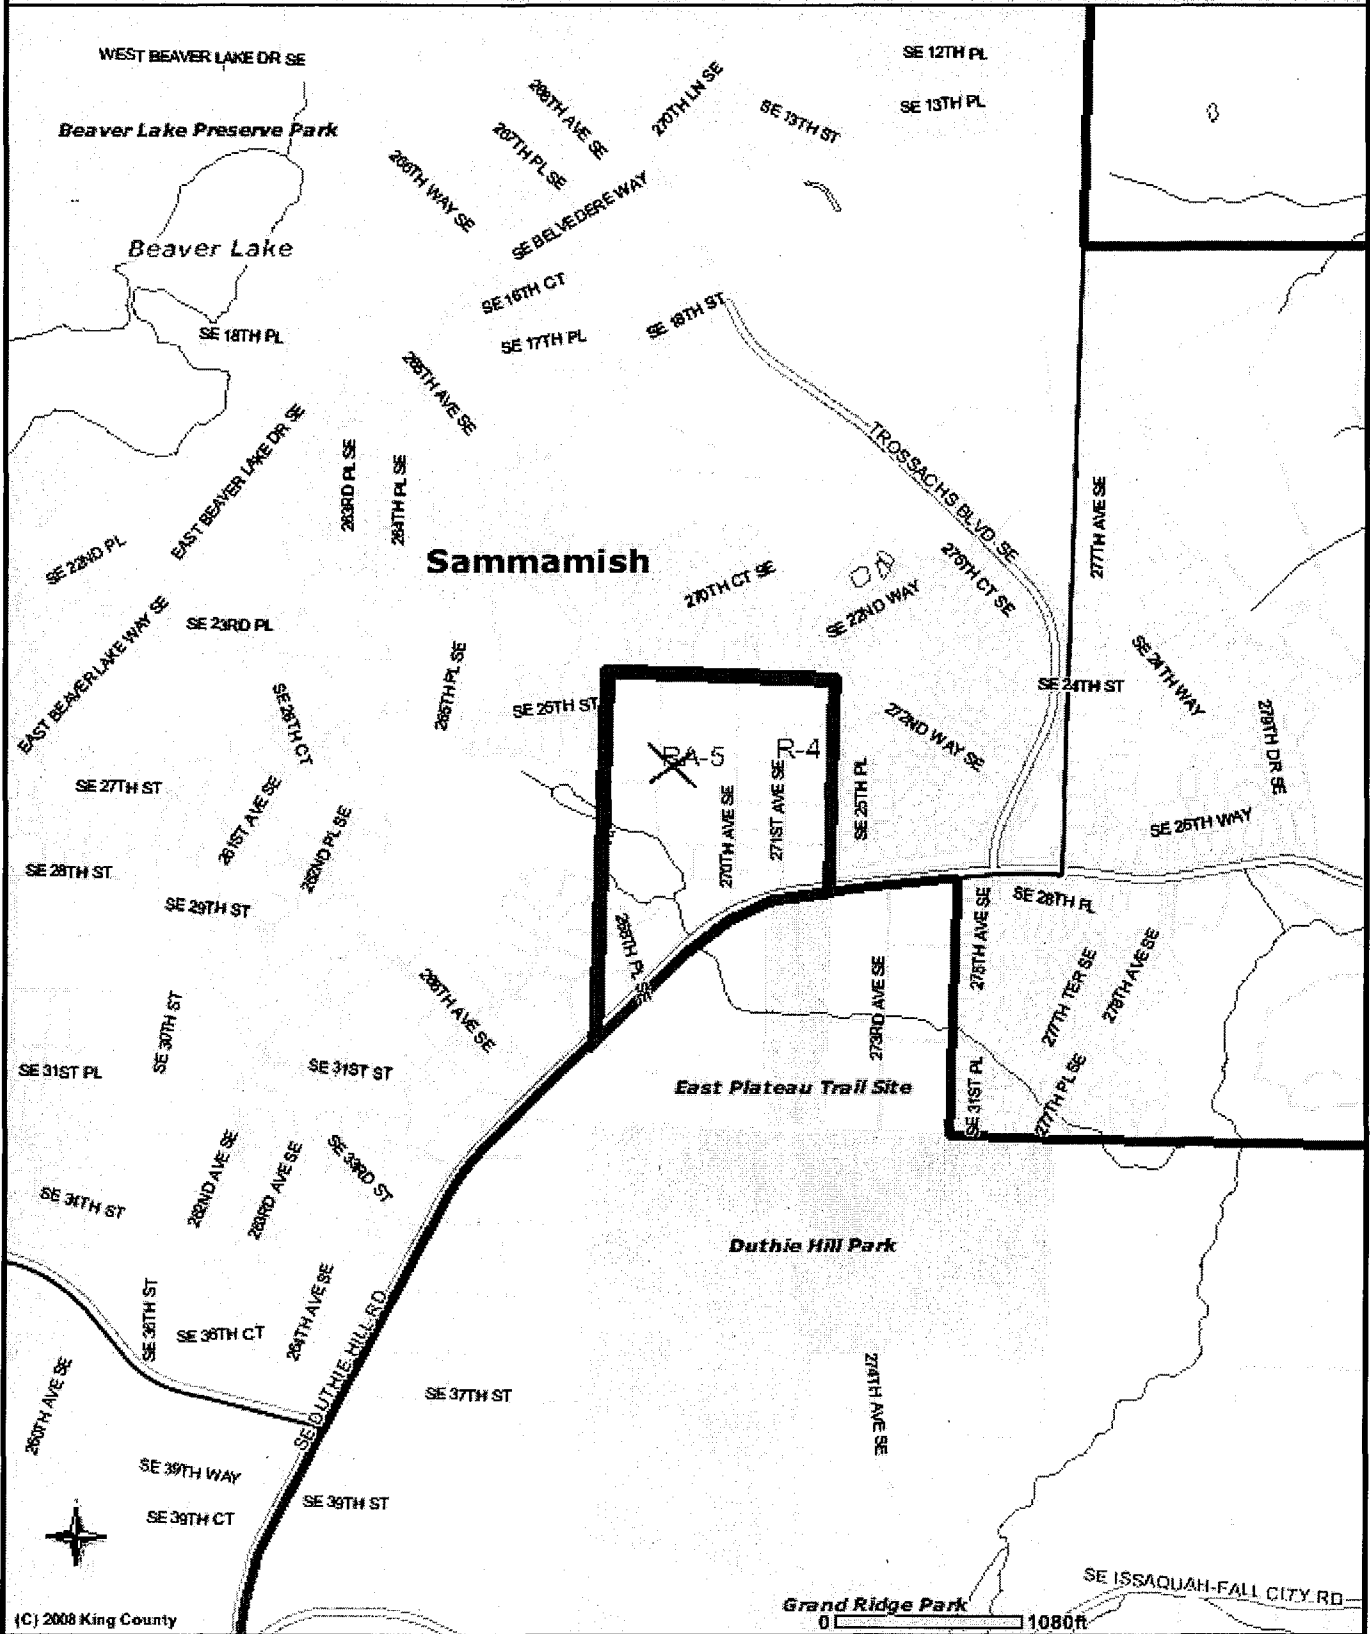 WEST BEAVER LAKE DR SE
SE 12TH PL
Beaver Lake Preserve Park
268TH AVE SE
270TH LN SE
SE 13TH ST
SE 13TH PL
267TH PL SE
266TH WAY SE
SE BELVEDERE WAY
Beaver Lake
SE 16TH CT
SE 18TH PL
SE 17TH PL
SE 18TH ST
EAST BEAVER LAKE DR SE
263RD PL SE
264TH PL SE
TROSSACHS BLVD SE
277TH AVE SE
SE 22ND PL
Sammamish
270TH CT SE
SE 22ND WAY
275TH CT SE
EAST BEAVER LAKE WAY SE
SE 23RD PL
265TH PL SE
SE 24TH ST
SE 24TH WAY
SE 26TH CT
SE 25TH ST
272ND WAY SE
279TH DR SE
RA-5
R-4
SE 27TH ST
261ST AVE SE
262ND PL SE
270TH AVE SE
271ST AVE SE
SE 25TH PL
SE 25TH WAY
SE 28TH ST
SE 29TH ST
268TH PL SE
SE 26TH PL
273RD AVE SE
277TH TER SE
278TH AVE SE
SE 30TH ST
266TH AVE SE
SE 31ST PL
SE 31ST ST
East Plateau Trail Site
SE 31ST PL
277TH PL SE
262ND AVE SE
263RD AVE SE
SE 33RD ST
SE 34TH ST
Duthie Hill Park
SE 36TH ST
SE 36TH CT
264TH AVE SE
SE DUTHIE HILL RD
260TH AVE SE
SE 37TH ST
274TH AVE SE
SE 39TH WAY
SE 39TH CT
SE 39TH ST
SE ISSAQUAH-FALL CITY RD
Grand Ridge Park
(C) 2008 King County
0 1080ft